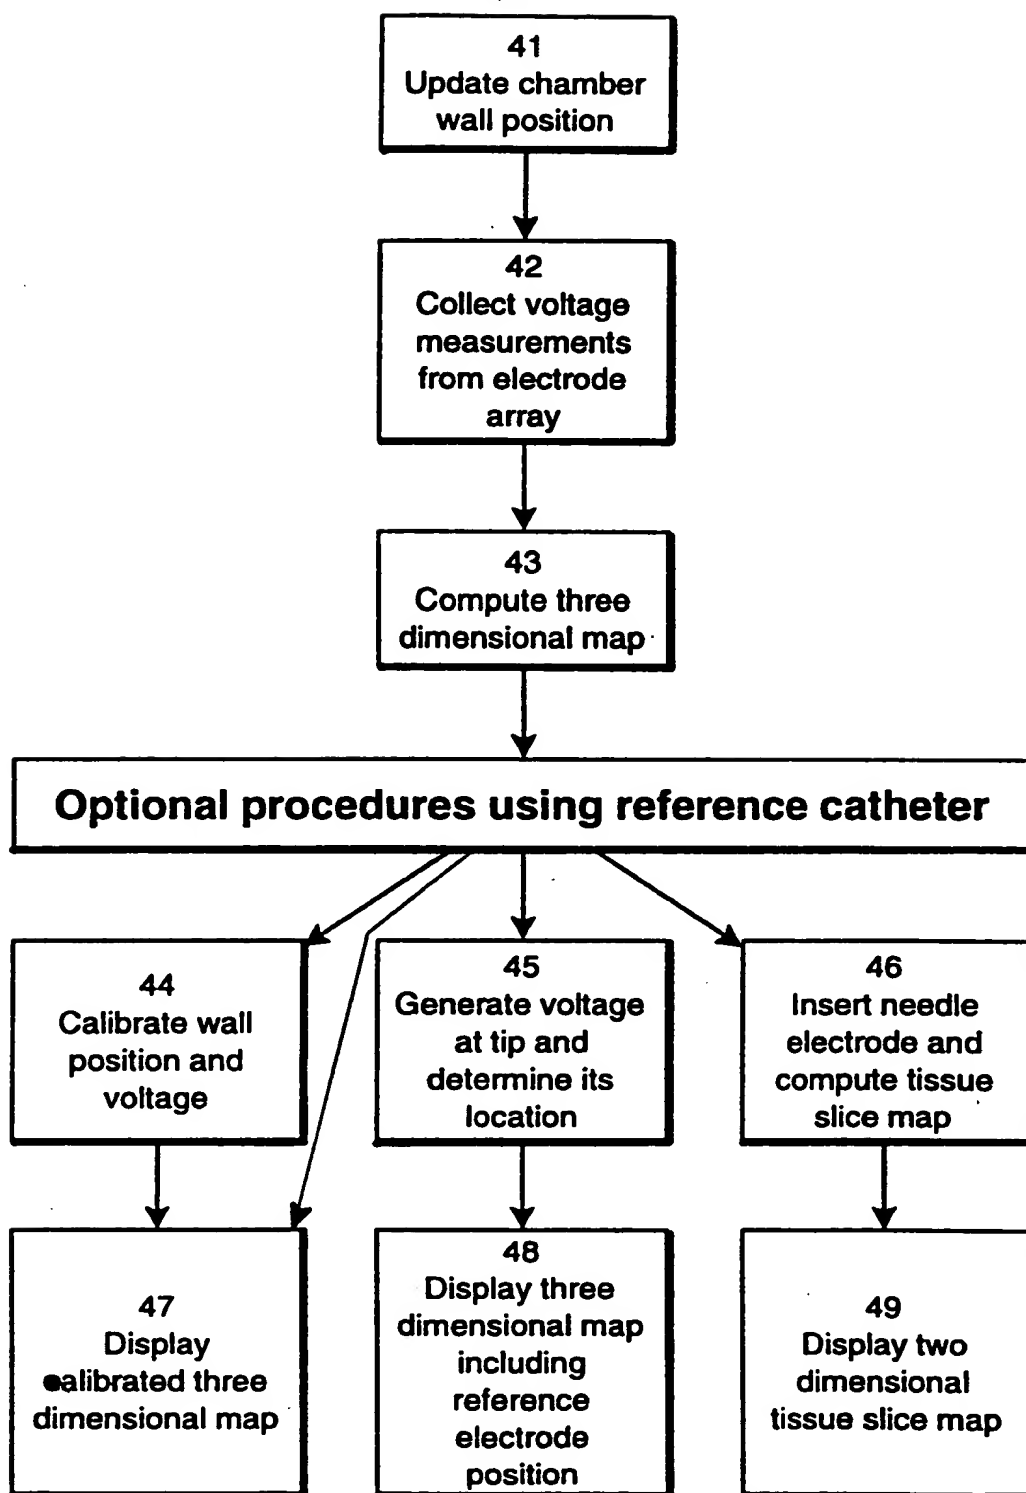 41
Update chamber
wall position
42
Collect voltage
measurements
from electrode
array
43
Compute three
dimensional map
Optional procedures using reference catheter
44
Calibrate wall
position and
voltage
45
Generate voltage
at tip and
determine its
location
46
Insert needle
electrode and
compute tissue
slice map
47
Display
calibrated three
dimensional map
48
Display three
dimensional map
including
reference
electrode
position
49
Display two
dimensional
tissue slice map